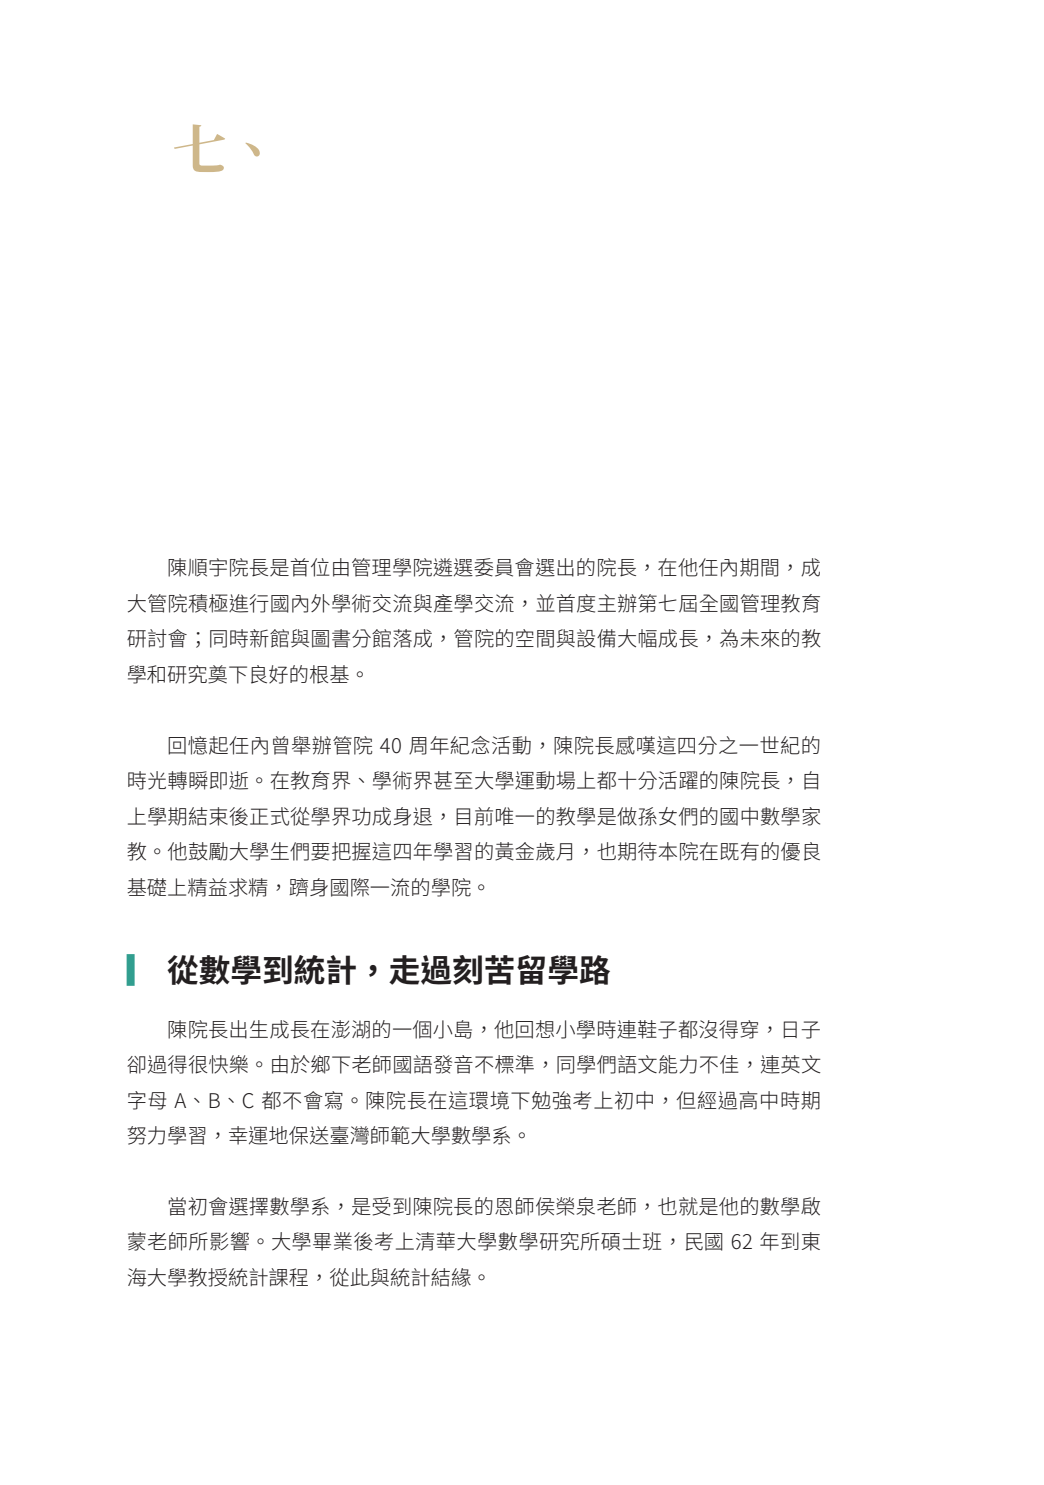 七、
陳順宇院長是首位由管理學院遴選委員會選出的院長，在他任內期間，成
大管院積極進行國內外學術交流與產學交流，並首度主辦第七屆全國管理教育
研討會；同時新館與圖書分館落成，管院的空間與設備大幅成長，為未來的教
學和研究奠下良好的根基。
回憶起任內曾舉辦管院 40 周年紀念活動，陳院長感嘆這四分之一世紀的
時光轉瞬即逝。在教育界、學術界甚至大學運動場上都十分活躍的陳院長，自
上學期結束後正式從學界功成身退，目前唯一的教學是做孫女們的國中數學家
教。他鼓勵大學生們要把握這四年學習的黃金歲月，也期待本院在既有的優良
基礎上精益求精，躋身國際一流的學院。
從數學到統計，走過刻苦留學路
陳院長出生成長在澎湖的一個小島，他回想小學時連鞋子都沒得穿，日子
卻過得很快樂。由於鄉下老師國語發音不標準，同學們語文能力不佳，連英文
字母 A、B、C 都不會寫。陳院長在這環境下勉強考上初中，但經過高中時期
努力學習，幸運地保送臺灣師範大學數學系。
當初會選擇數學系，是受到陳院長的恩師侯榮泉老師，也就是他的數學啟
蒙老師所影響。大學畢業後考上清華大學數學研究所碩士班，民國 62 年到東
海大學教授統計課程，從此與統計結緣。